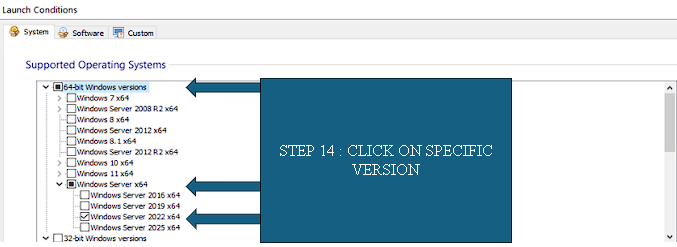 Launch Conditions
System Software Custom
Supported Operating Systems
64-bit Windows versions
Windows 7 x64
Windows Server 2008 R2 x64
Windows 8 x64
Windows Server 2012 x64
Windows 8.1 x64
Windows Server 2012 R2 x64
Windows 10 x64
Windows 11 x64
Windows Server x64
Windows Server 2016 x64
Windows Server 2019 x64
Windows Server 2022 x64
Windows Server 2025 x64
32-bit Windows versions
STEP 14 : CLICK ON SPECIFIC
VERSION